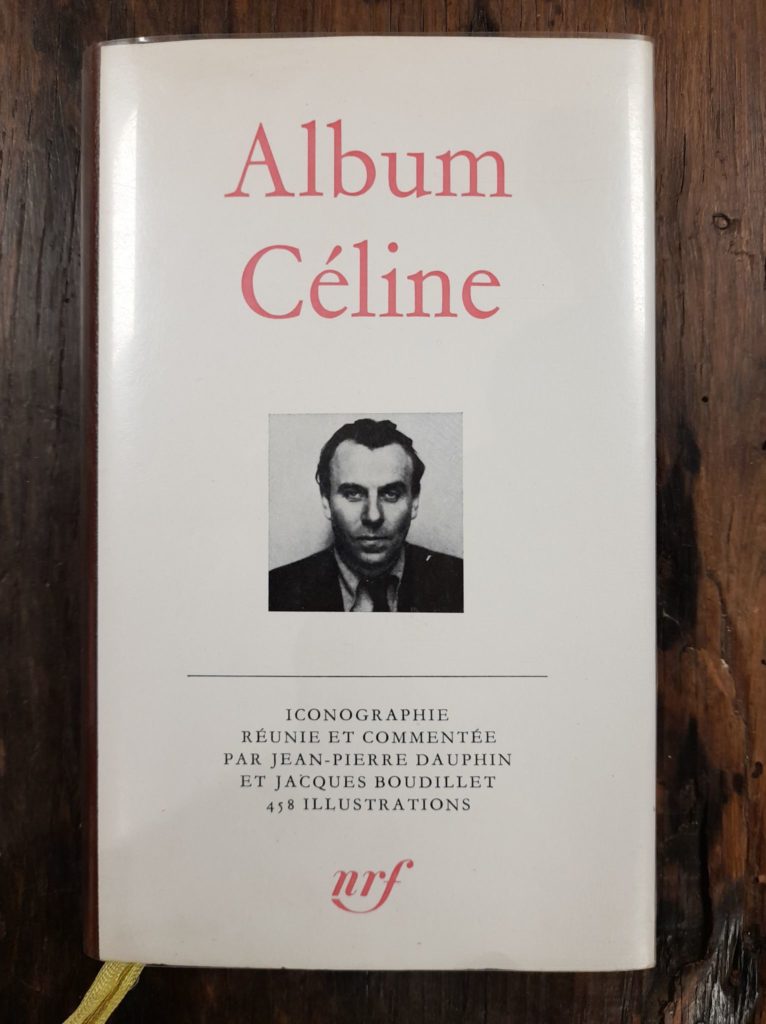 Album
Céline
ICONOGRAPHIE
RÉUNIE ET COMMENTÉE
PAR JEAN-PIERRE DAUPHIN
ET JACQUES BOUDILLET
458 ILLUSTRATIONS
nrf